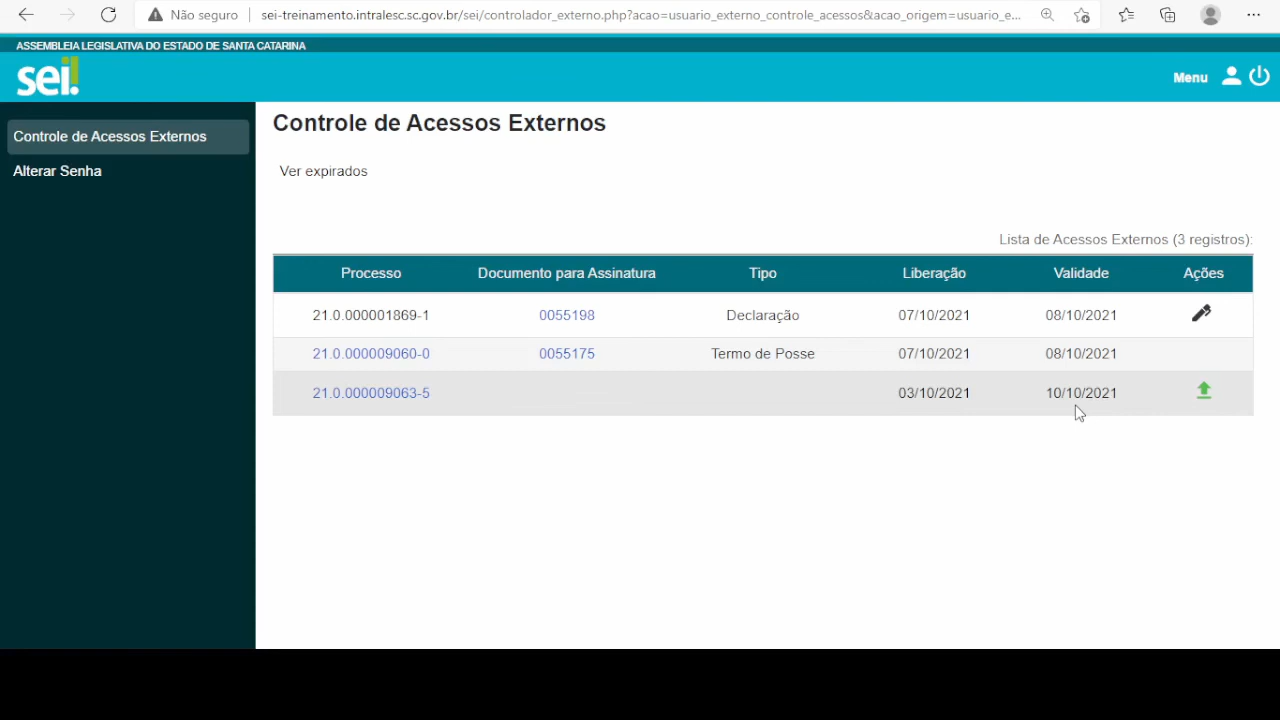 Não seguro
sei-treinamento.intralesc.sc.gov.br/sei/controlador_externo.php?acao=usuario_externo_controle_acessos&acao_origem=usuario_e...
ASSEMBLEIA LEGISLATIVA DO ESTADO DE SANTA CATARINA
sei!
Menu
Controle de Acessos Externos
Alterar Senha
Controle de Acessos Externos
Ver expirados
Lista de Acessos Externos (3 registros):
Processo Documento para Assinatura Tipo Liberação Validade Ações
21.0.000001869-1 0055198 Declaração 07/10/2021 08/10/2021
21.0.000009060-0 0055175 Termo de Posse 07/10/2021 08/10/2021
21.0.000009063-5 03/10/2021 10/10/2021